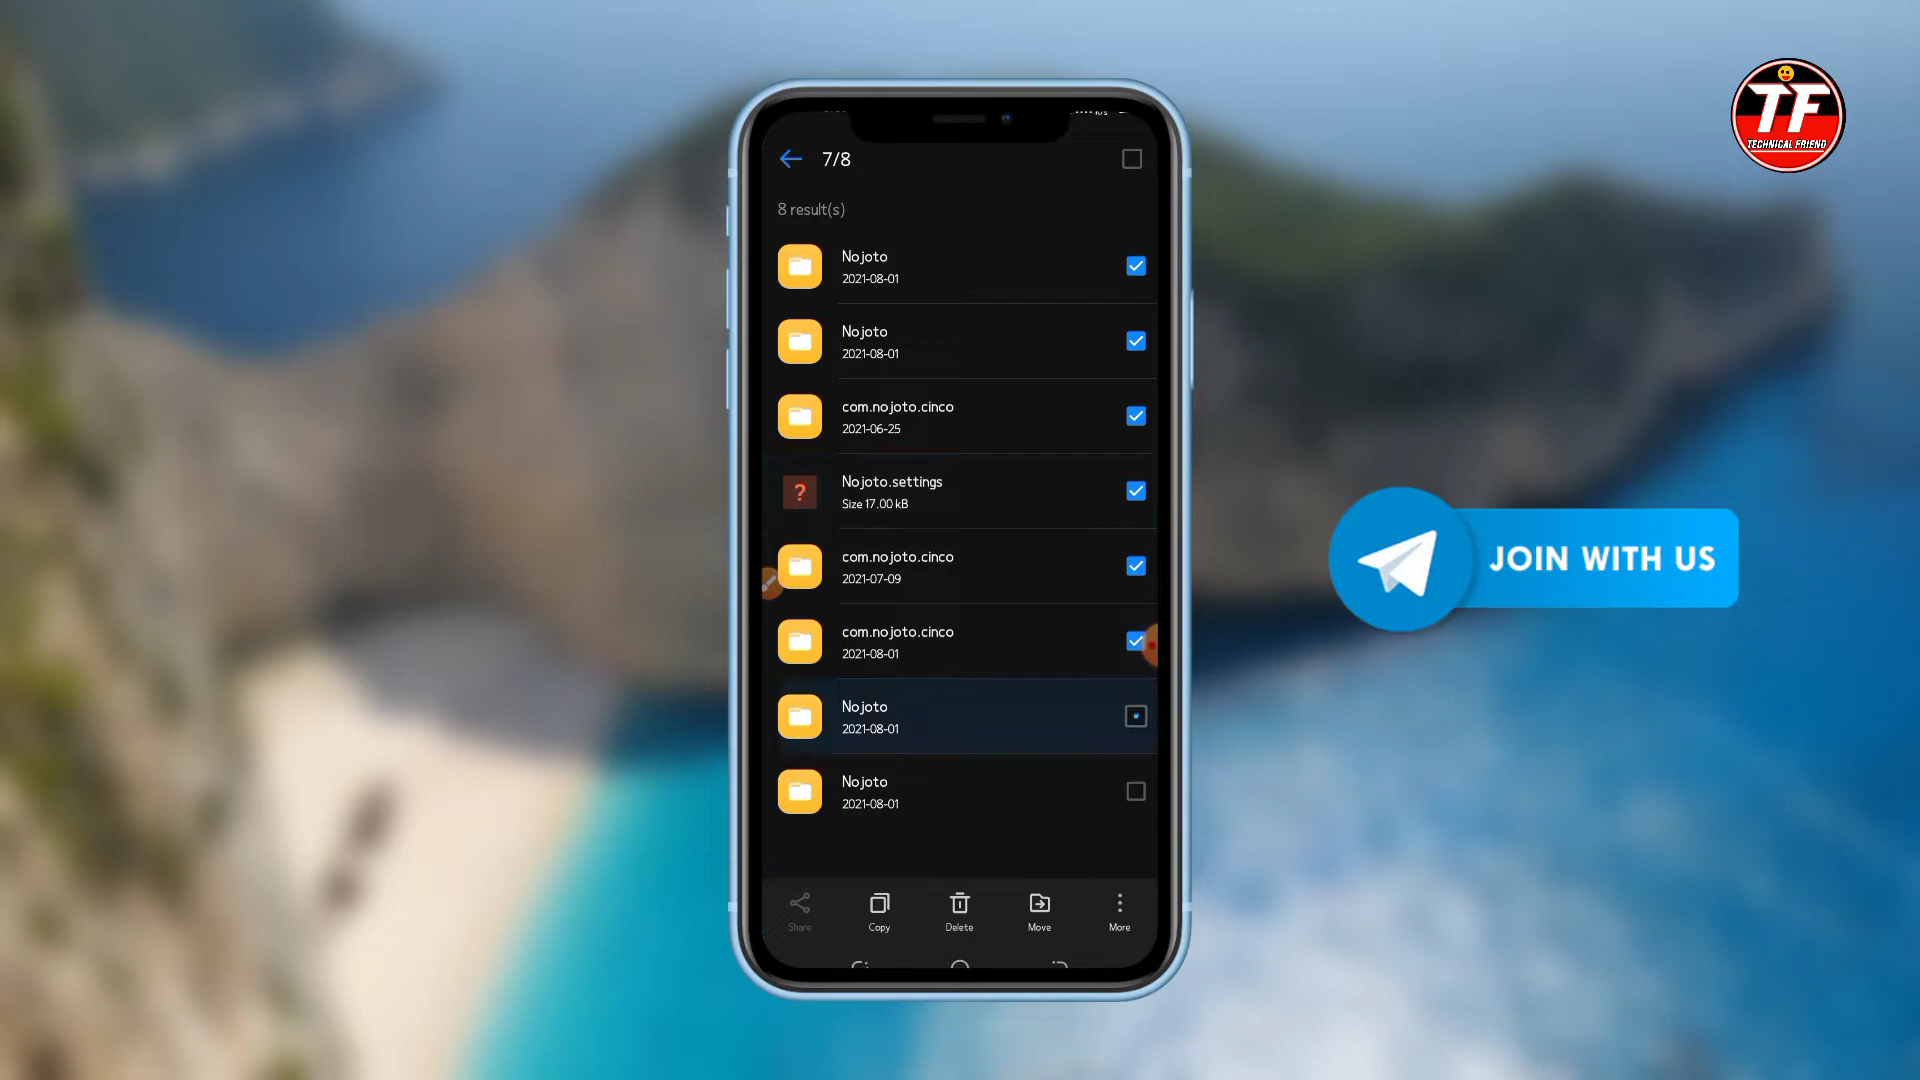 7/8
8 result(s)
Nojoto
2021-08-01
Nojoto
2021-08-01
com.nojoto.cinco
2021-06-25
Nojoto.settings
Size 17.00 kB
com.nojoto.cinco
2021-07-09
com.nojoto.cinco
2021-08-01
Nojoto
2021-08-01
Nojoto
2021-08-01
Share
Copy
Delete
Move
More
TF
TECHNICAL FRIEND
JOIN WITH US